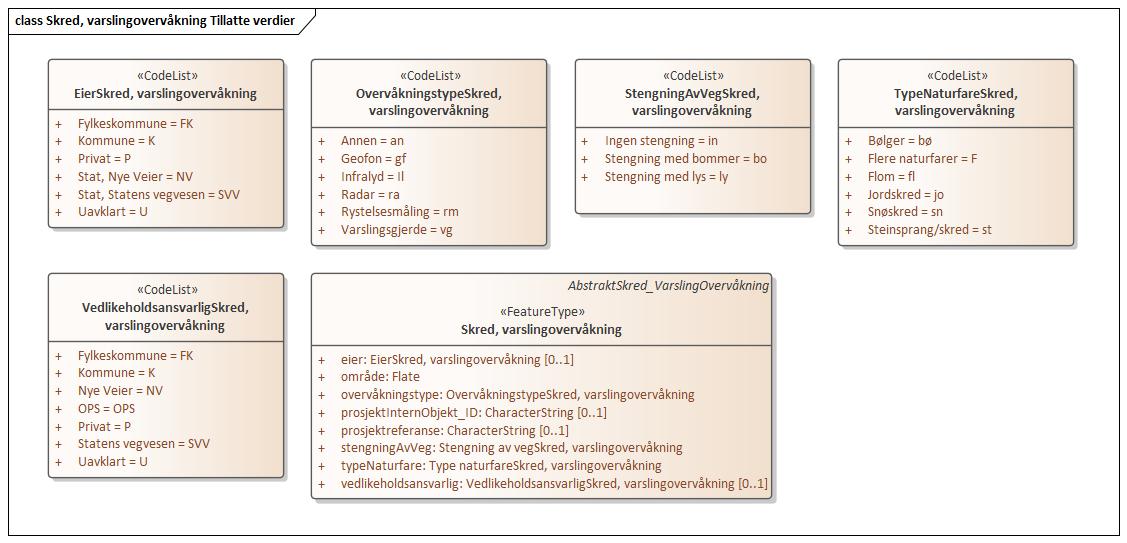 class Skred, varslingovervåkning Tillatte verdier
«CodeList»
EierSkred, varslingovervåkning
+ Fylkeskommune = FK
+ Kommune = K
+ Privat = P
+ Stat, Nye Veier = NV
+ Stat, Statens vegvesen = SVV
+ Uavklart = U
«CodeList»
OvervåkningstypeSkred,
varslingovervåkning
+ Annen = an
+ Geofon = gf
+ Infralyd = Il
+ Radar = ra
+ Rystelsesmåling = rm
+ Varslingsgjerde = vg
«CodeList»
StengningAvVegSkred,
varslingovervåkning
+ Ingen stengning = in
+ Stengning med bommer = bo
+ Stengning med lys = ly
«CodeList»
TypeNaturfareSkred,
varslingovervåkning
+ Bølger = bø
+ Flere naturfarer = F
+ Flom = fl
+ Jordskred = jo
+ Snøskred = sn
+ Steinsprang/skred = st
«CodeList»
VedlikeholdsansvarligSkred,
varslingovervåkning
+ Fylkeskommune = FK
+ Kommune = K
+ Nye Veier = NV
+ OPS = OPS
+ Privat = P
+ Statens vegvesen = SVV
+ Uavklart = U
AbstraktSkred_VarslingOvervåkning
«FeatureType»
Skred, varslingovervåkning
+ eier: EierSkred, varslingovervåkning [0..1]
+ område: Flate
+ overvåkningstype: OvervåkningstypeSkred, varslingovervåkning
+ prosjektInternObjekt_ID: CharacterString [0..1]
+ prosjektreferanse: CharacterString [0..1]
+ stengningAvVeg: Stengning av vegSkred, varslingovervåkning
+ typeNaturfare: Type naturfareSkred, varslingovervåkning
+ vedlikeholdsansvarlig: VedlikeholdsansvarligSkred, varslingovervåkning [0..1]